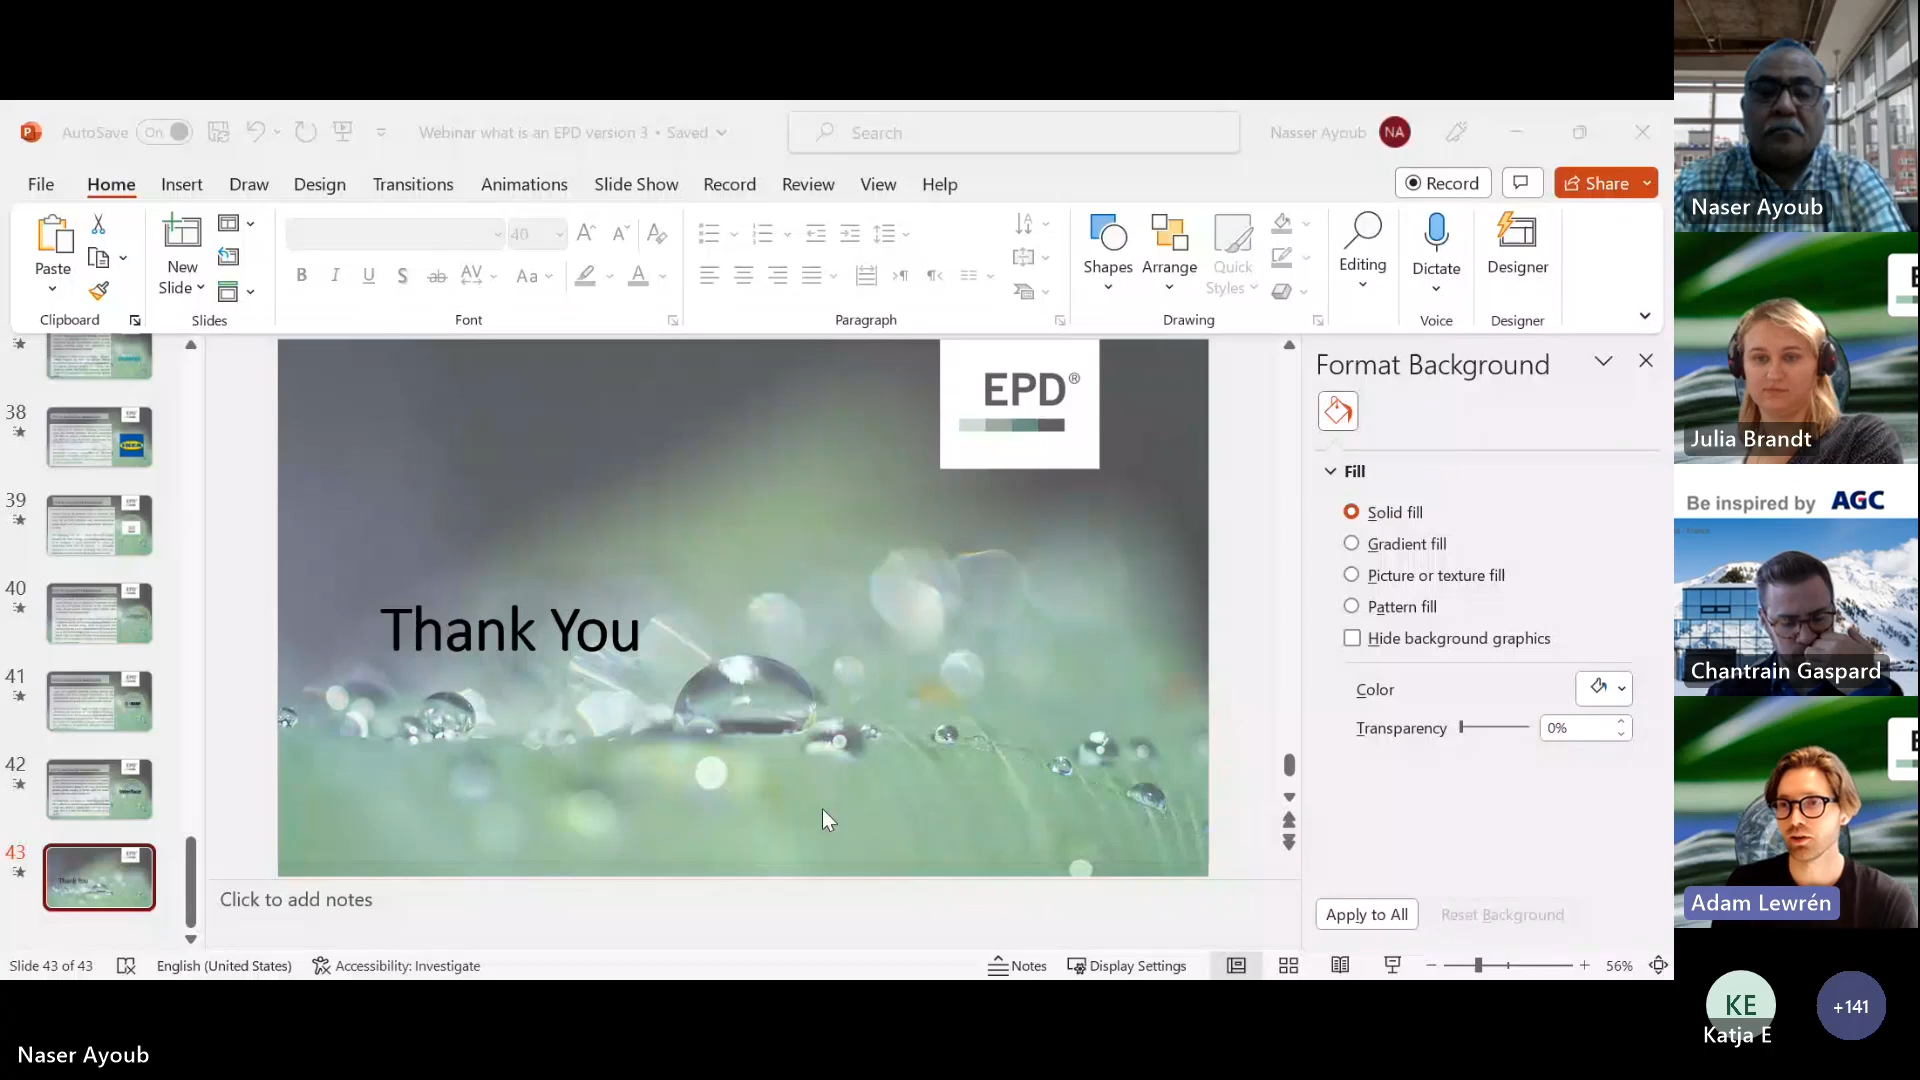 AutoSave On Webinar what is an EPD version 3 • Saved Search Nasser Ayoub NA
File Home Insert Draw Design Transitions Animations Slide Show Record Review View Help Record Share
Paste New Slide 40 Shapes Arrange Quick Styles Editing Dictate Designer
Clipboard Slides Font Paragraph Drawing Voice Designer
38
39
40
41
42
43
EPD®
Thank You
Click to add notes
Format Background
Fill
Solid fill
Gradient fill
Picture or texture fill
Pattern fill
Hide background graphics
Color
Transparency 0%
Apply to All Reset Background
Slide 43 of 43 English (United States) Accessibility: Investigate Notes Display Settings 56%
Naser Ayoub
Naser Ayoub
Julia Brandt
Be inspired by AGC
Chantrain Gaspard
Adam Lewrén
KE +141
Katja E